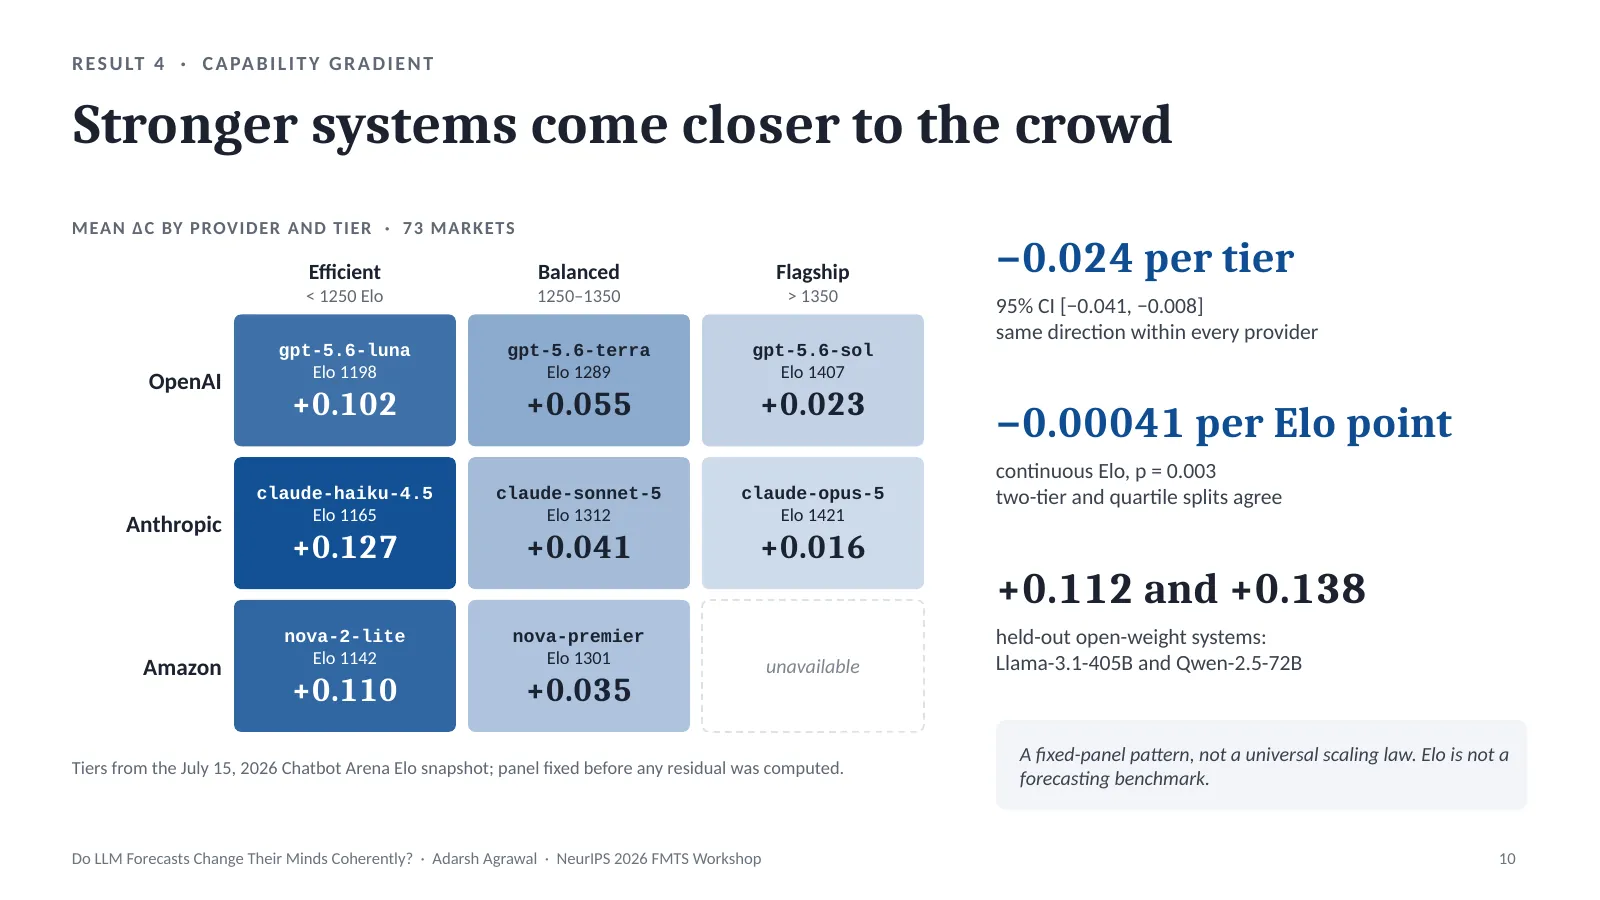 RESULT 4 · CAPABILITY GRADIENT
Stronger systems come closer to the crowd
MEAN ΔC BY PROVIDER AND TIER · 73 MARKETS
Efficient
< 1250 Elo
Balanced
1250–1350
Flagship
> 1350
OpenAI
gpt-5.6-luna
Elo 1198
+0.102
gpt-5.6-terra
Elo 1289
+0.055
gpt-5.6-sol
Elo 1407
+0.023
Anthropic
claude-haiku-4.5
Elo 1165
+0.127
claude-sonnet-5
Elo 1312
+0.041
claude-opus-5
Elo 1421
+0.016
Amazon
nova-2-lite
Elo 1142
+0.110
nova-premier
Elo 1301
+0.035
unavailable
Tiers from the July 15, 2026 Chatbot Arena Elo snapshot; panel fixed before any residual was computed.
−0.024 per tier
95% CI [−0.041, −0.008]
same direction within every provider
−0.00041 per Elo point
continuous Elo, p = 0.003
two-tier and quartile splits agree
+0.112 and +0.138
held-out open-weight systems:
Llama-3.1-405B and Qwen-2.5-72B
A fixed-panel pattern, not a universal scaling law. Elo is not a
forecasting benchmark.
Do LLM Forecasts Change Their Minds Coherently? · Adarsh Agrawal · NeurIPS 2026 FMTS Workshop
10